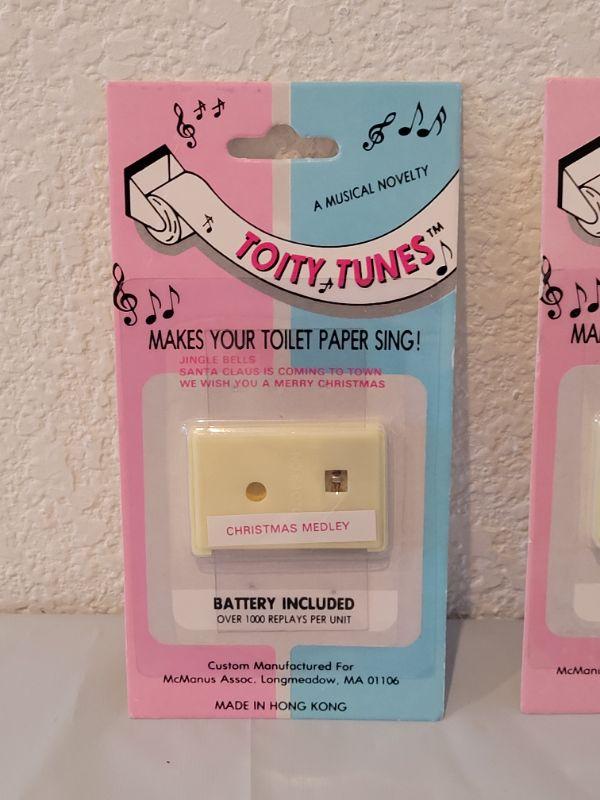 A MUSICAL NOVELTY
TOITY TUNES™
MAKES YOUR TOILET PAPER SING!
JINGLE BELLS
SANTA CLAUS IS COMING TO TOWN
WE WISH YOU A MERRY CHRISTMAS
CHRISTMAS MEDLEY
BATTERY INCLUDED
OVER 1000 REPLAYS PER UNIT
Custom Manufactured For
McManus Assoc. Longmeadow, MA 01106
MADE IN HONG KONG
MA
McManu